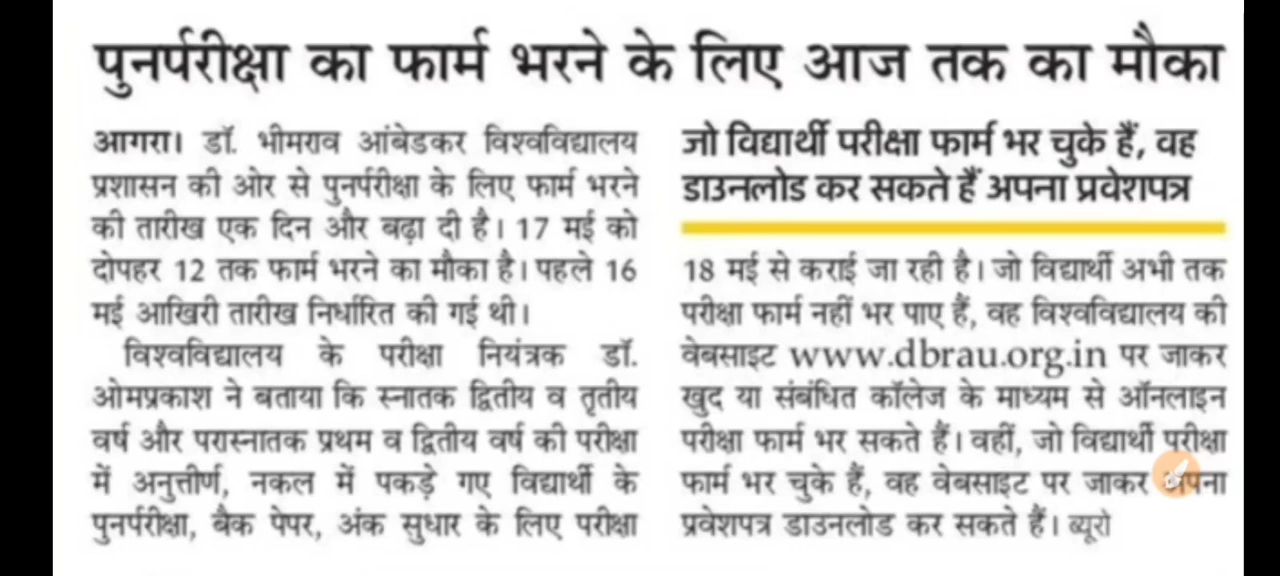 पुनर्परीक्षा का फार्म भरने के लिए आज तक का मौका
आगरा। डॉ. भीमराव आंबेडकर विश्वविद्यालय
प्रशासन की ओर से पुनर्परीक्षा के लिए फार्म भरने
की तारीख एक दिन और बढ़ा दी है। 17 मई को
दोपहर 12 तक फार्म भरने का मौका है। पहले 16
मई आखिरी तारीख निर्धारित की गई थी।
विश्वविद्यालय के परीक्षा नियंत्रक डॉ.
ओमप्रकाश ने बताया कि स्नातक द्वितीय व तृतीय
वर्ष और परास्नातक प्रथम व द्वितीय वर्ष की परीक्षा
में अनुत्तीर्ण, नकल में पकड़े गए विद्यार्थी के
पुनर्परीक्षा, बैक पेपर, अंक सुधार के लिए परीक्षा
जो विद्यार्थी परीक्षा फार्म भर चुके हैं, वह
डाउनलोड कर सकते हैं अपना प्रवेशपत्र
18 मई से कराई जा रही है। जो विद्यार्थी अभी तक
परीक्षा फार्म नहीं भर पाए हैं, वह विश्वविद्यालय की
वेबसाइट www.dbrau.org.in पर जाकर
खुद या संबंधित कॉलेज के माध्यम से ऑनलाइन
परीक्षा फार्म भर सकते हैं। वहीं, जो विद्यार्थी परीक्षा
फार्म भर चुके हैं, वह वेबसाइट पर जाकर अपना
प्रवेशपत्र डाउनलोड कर सकते हैं। ब्यूरो